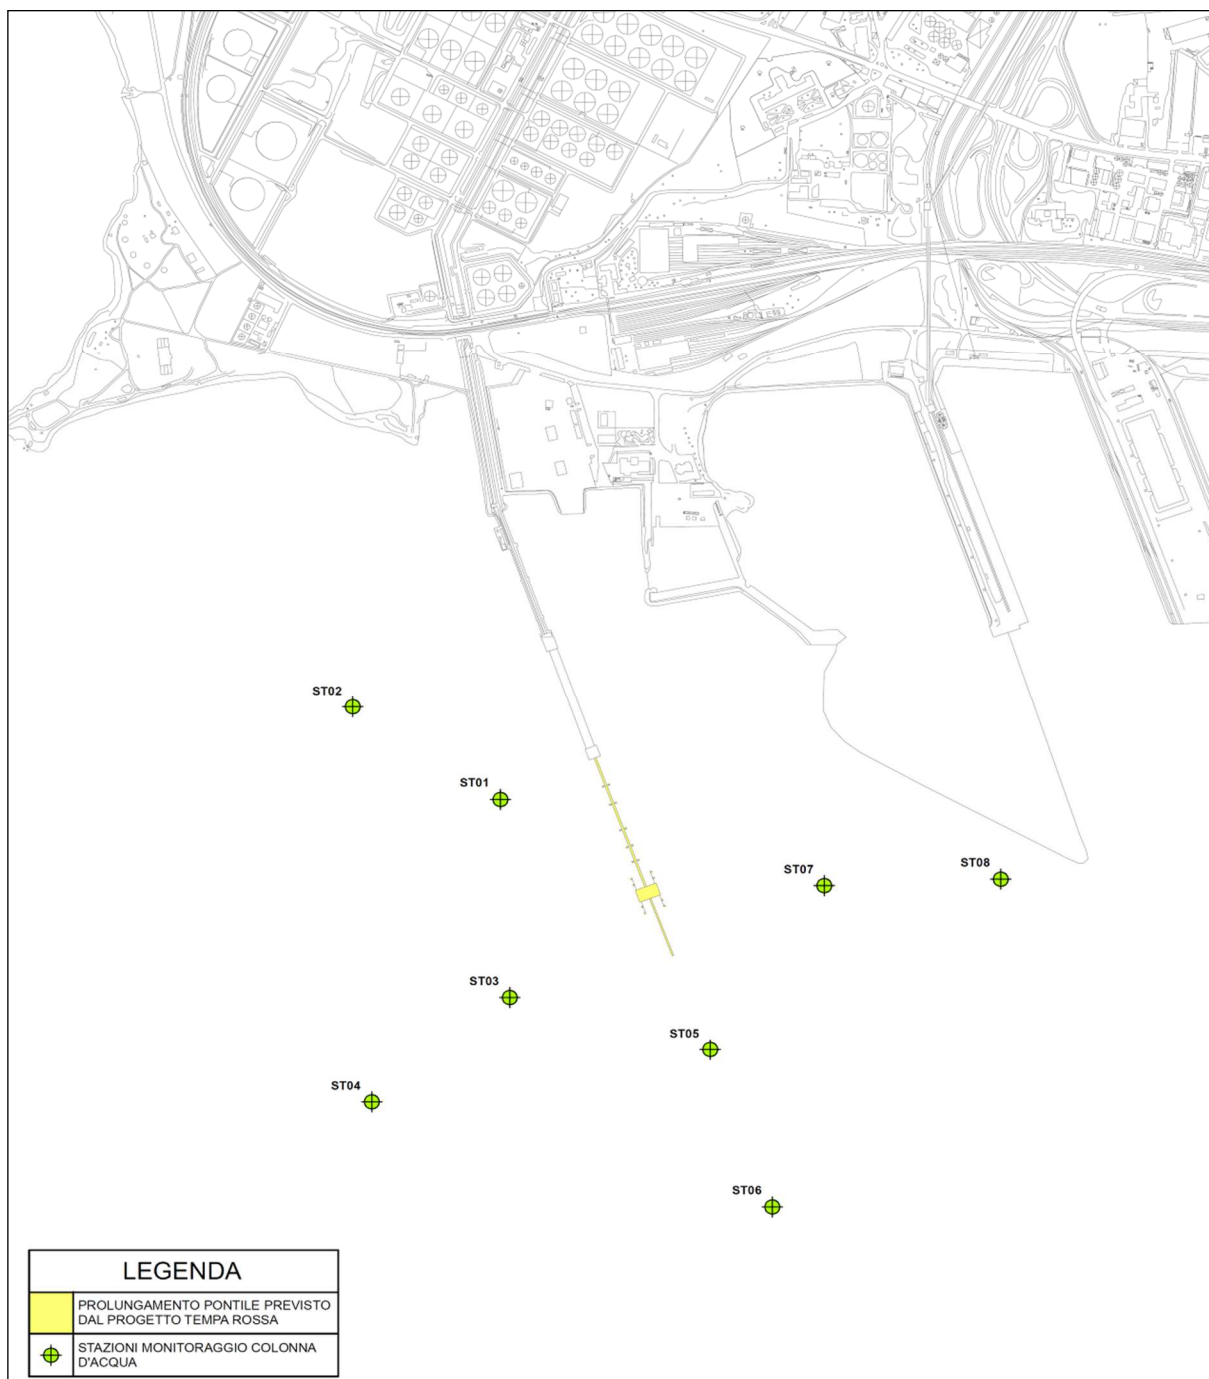 ST02
ST01
ST07
ST08
ST03
ST05
ST04
ST06
LEGENDA
PROLUNGAMENTO PONTILE PREVISTO
DAL PROGETTO TEMPA ROSSA
STAZIONI MONITORAGGIO COLONNA
D'ACQUA